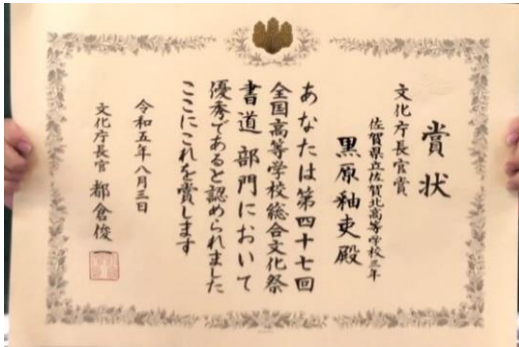 賞状
文化庁長官賞
佐賀県立佐賀北高等学校三年
黒原釉吏殿
あなたは第四十七回
全国高等学校総合文化祭
書道部門において
優秀であると認められました
ここにこれを賞します
令和五年八月三日
文化庁長官 都倉俊一